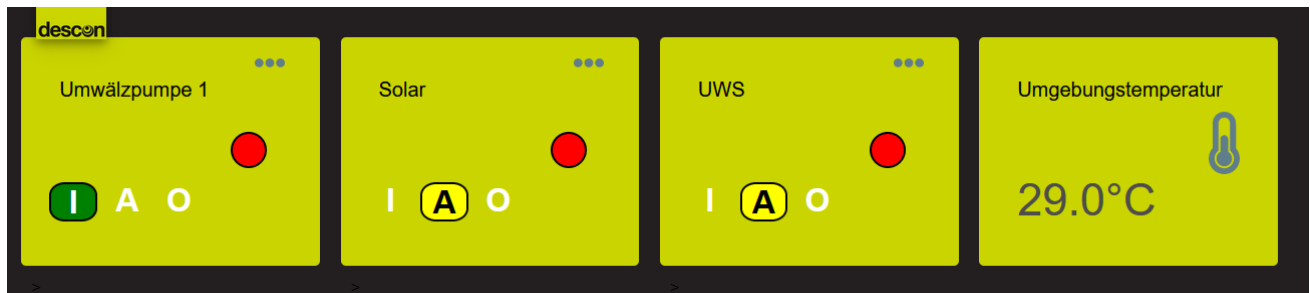 descon
Umwälzpumpe 1
Solar
UWS
Umgebungstemperatur
I A O
I A O
I A O
29.0°C
> > >